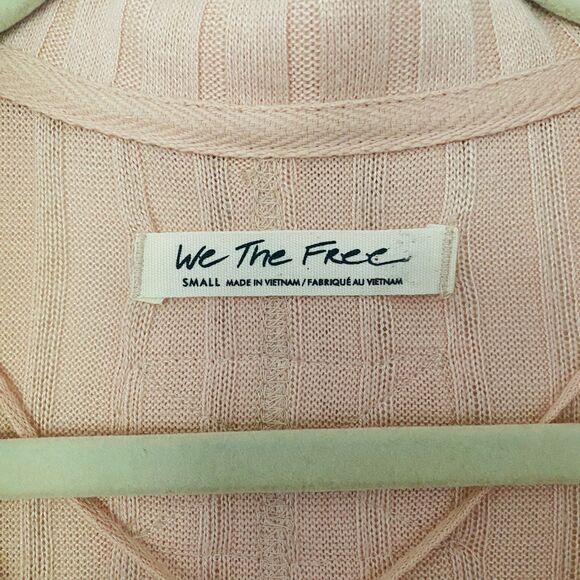 We The Free
SMALL MADE IN VIETNAM / FABRIQUÉ AU VIETNAM